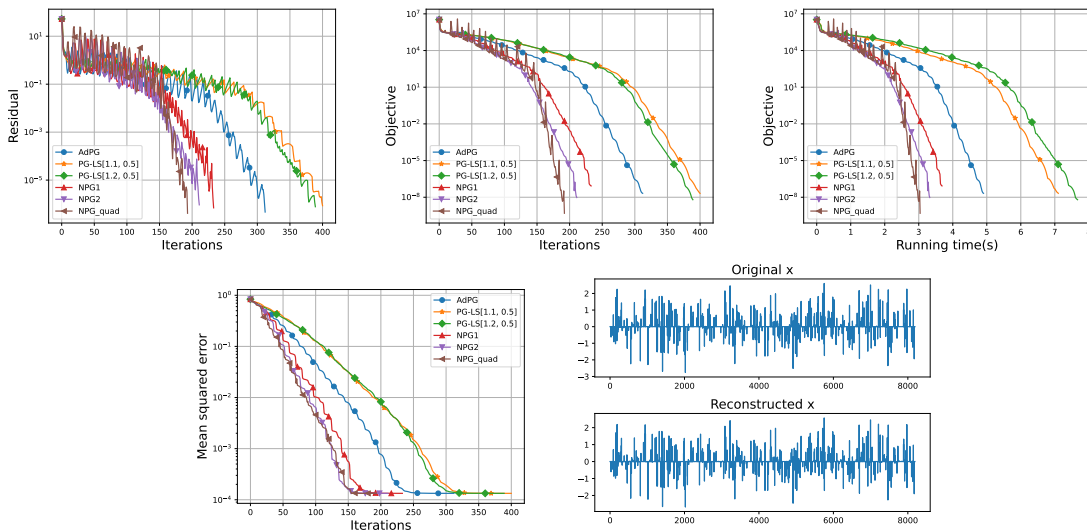 10^1
10^-1
10^-3
10^-5
Residual
AdPG
PG-LS[1.1, 0.5]
PG-LS[1.2, 0.5]
NPG1
NPG2
NPG_quad
0 50 100 150 200 250 300 350 400
Iterations
10^7
10^4
10^1
10^-2
10^-5
10^-8
Objective
AdPG
PG-LS[1.1, 0.5]
PG-LS[1.2, 0.5]
NPG1
NPG2
NPG_quad
0 50 100 150 200 250 300 350 400
Iterations
10^7
10^4
10^1
10^-2
10^-5
10^-8
Objective
AdPG
PG-LS[1.1, 0.5]
PG-LS[1.2, 0.5]
NPG1
NPG2
NPG_quad
0 1 2 3 4 5 6 7
Running time(s)
10^0
10^-1
10^-2
10^-3
10^-4
Mean squared error
AdPG
PG-LS[1.1, 0.5]
PG-LS[1.2, 0.5]
NPG1
NPG2
NPG_quad
0 50 100 150 200 250 300 350 400
Iterations
Original x
2
1
0
−1
−2
−3
0 2000 4000 6000 8000
Reconstructed x
2
1
0
−1
−2
0 2000 4000 6000 8000